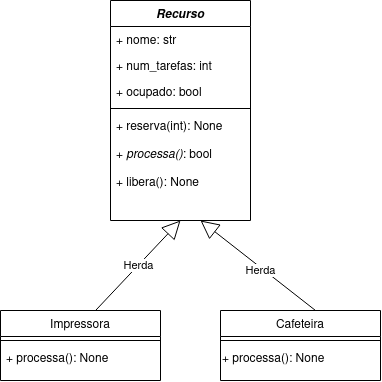 Recurso
+ nome: str
+ num_tarefas: int
+ ocupado: bool
+ reserva(int): None
+ processa(): bool
+ libera(): None
Herda
Herda
Impressora
Cafeteira
+ processa(): None
+ processa(): None